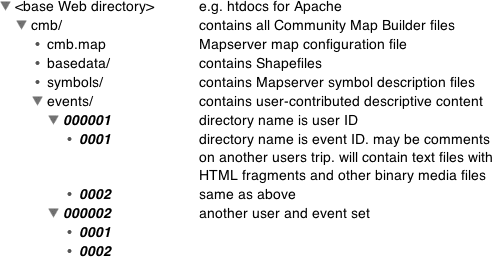 <base Web directory> e.g. htdocs for Apache
cmb/ contains all Community Map Builder files
cmb.map Mapserver map configuration file
basedata/ contains Shapefiles
symbols/ contains Mapserver symbol description files
events/ contains user-contributed descriptive content
000001 directory name is user ID
0001 directory name is event ID. may be comments
on another users trip. will contain text files with
HTML fragments and other binary media files
0002 same as above
000002 another user and event set
0001
0002